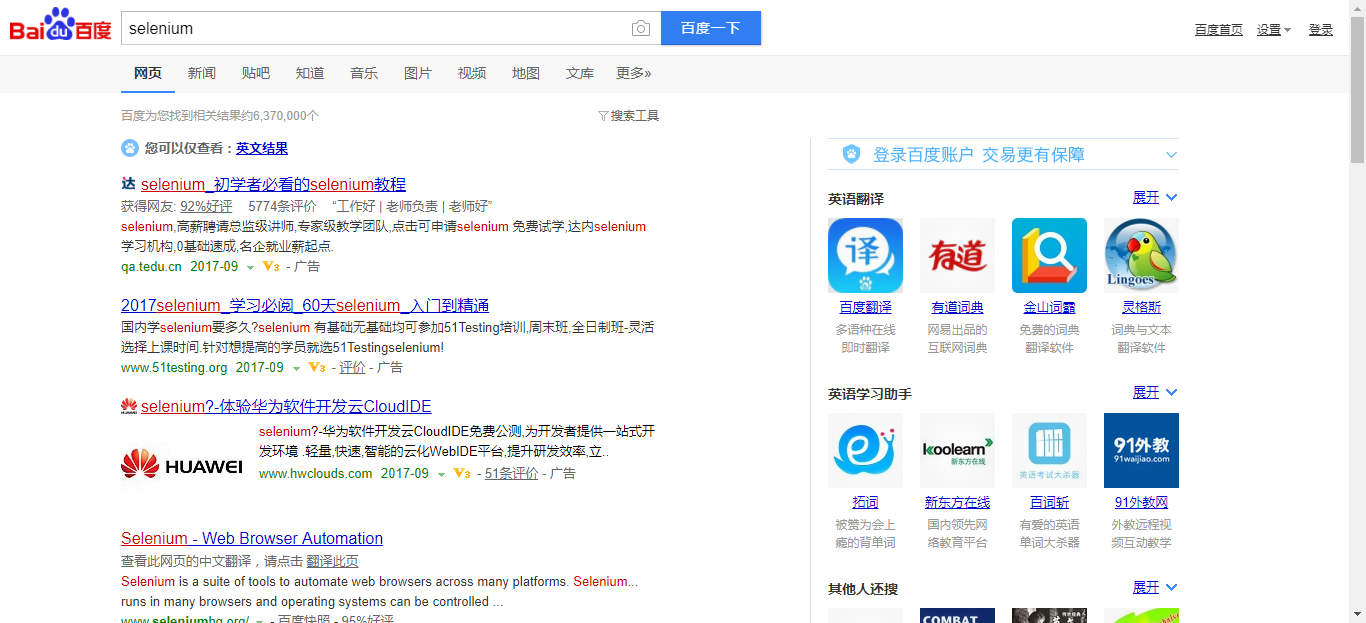 Bai du 百度 selenium 百度一下 百度首页 设置 登录
网页 新闻 贴吧 知道 音乐 图片 视频 地图 文库 更多»
百度为您找到相关结果约6,370,000个 搜索工具
您可以仅查看：英文结果
达 selenium_初学者必看的selenium教程
获得网友: 92%好评 5774条评价 “工作好 | 老师负责 | 老师好”
selenium,高薪聘请总监级讲师,专家级教学团队,点击可申请selenium 免费试学,达内selenium
学习机构,0基础速成,名企就业薪起点.
qa.tedu.cn 2017-09 V3 - 广告
2017selenium_学习必阅_60天selenium_入门到精通
国内学selenium要多久?selenium 有基础无基础均可参加51Testing培训,周末班,全日制班-灵活
选择上课时间.针对想提高的学员就选51Testingselenium!
www.51testing.org 2017-09 V3 - 评价 - 广告
HUAWEI selenium?-体验华为软件开发云CloudIDE
HUAWEI
selenium?-华为软件开发云CloudIDE免费公测,为开发者提供一站式开
发环境 .轻量,快速,智能的云化WebIDE平台,提升研发效率,立..
www.hwclouds.com 2017-09 V3 - 51条评价 - 广告
Selenium - Web Browser Automation
查看此网页的中文翻译，请点击 翻译此页
Selenium is a suite of tools to automate web browsers across many platforms. Selenium...
runs in many browsers and operating systems can be controlled ...
www.seleniumhq.org/ - 百度快照 - 95%好评
登录百度账户 交易更有保障
英语翻译 展开
译 有道 Lingoes
百度翻译 有道词典 金山词霸 灵格斯
多语种在线 网易出品的 免费的词典 词典与文本
即时翻译 互联网词典 翻译软件 翻译软件
英语学习助手 展开
koolearn 新东方在线 英语考试大杀器 91外教 91waijiao.com
拓词 新东方在线 百词斩 91外教网
被赞为会上 国内领先网 有爱的英语 外教远程视
瘾的背单词 络教育平台 单词大杀器 频互动教学
其他人还搜 展开
COMBAT